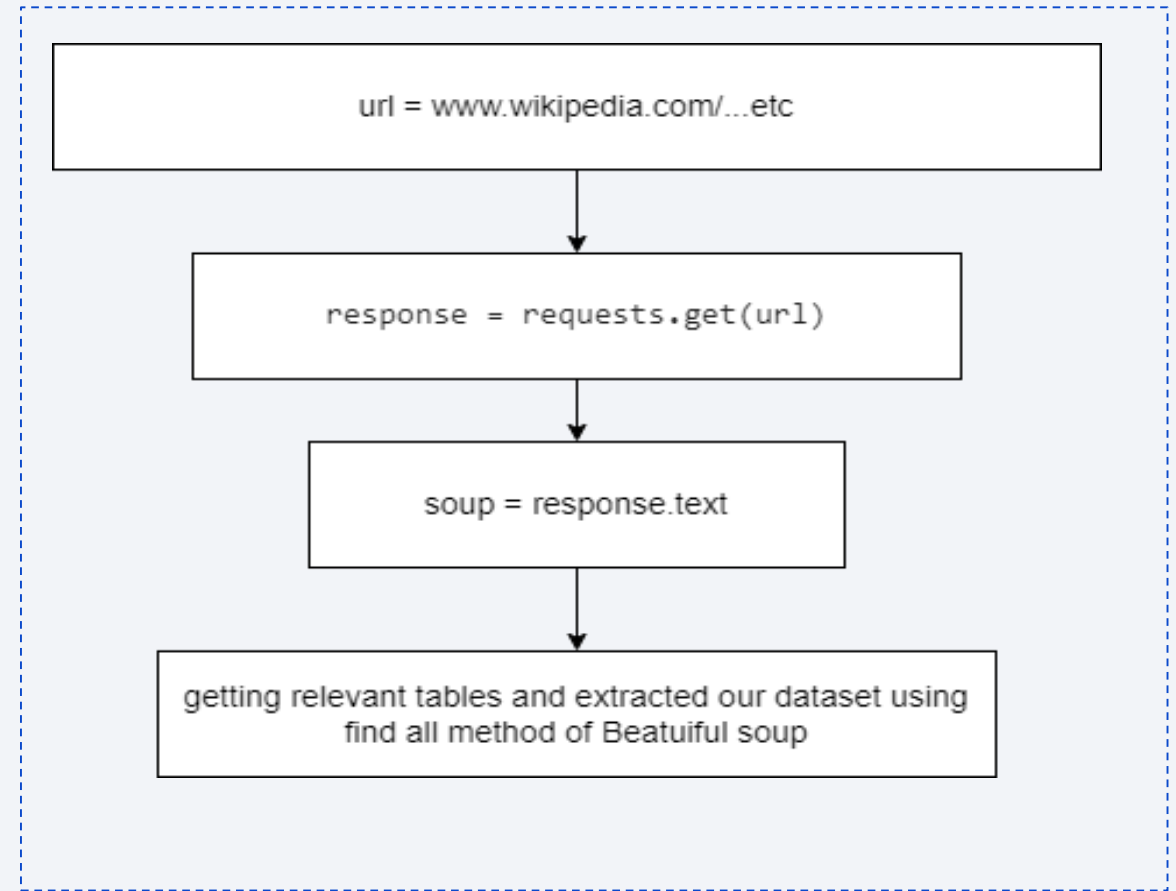 url = www.wikipedia.com/...etc
response = requests.get(url)
soup = response.text
getting relevant tables and extracted our dataset using
find all method of Beatuiful soup